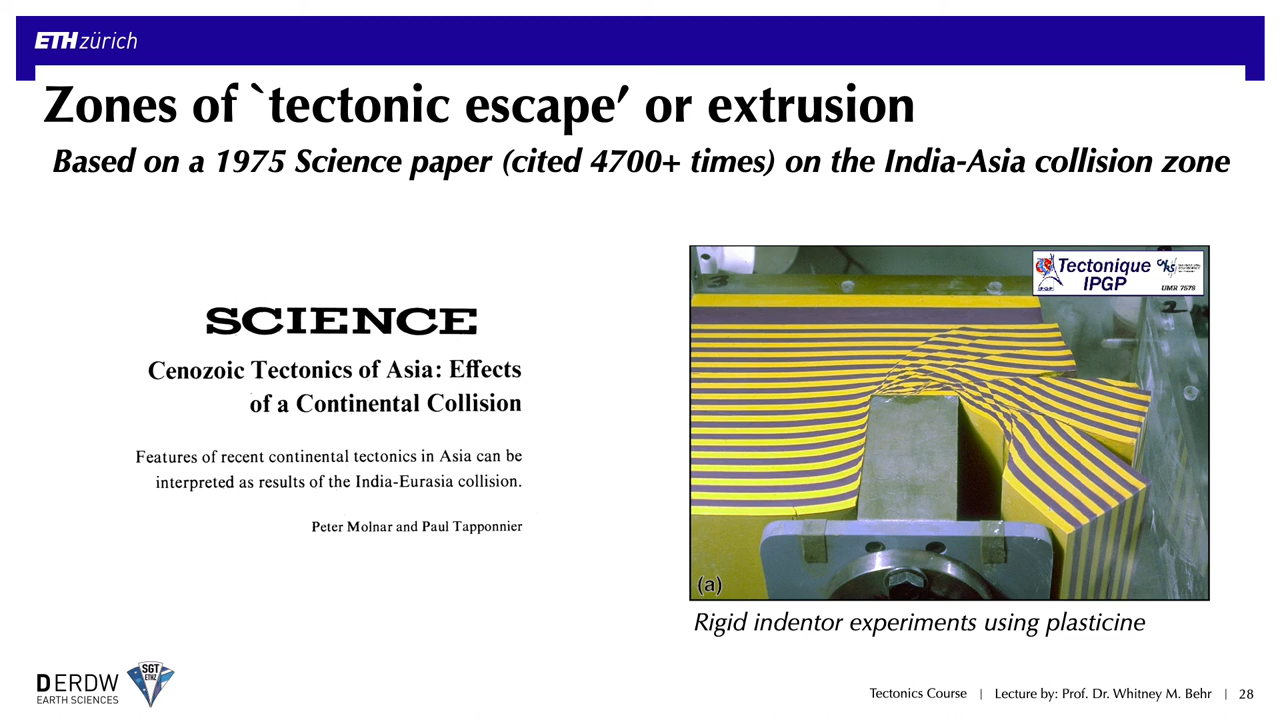 ETH zürich
Zones of `tectonic escape’ or extrusion
Based on a 1975 Science paper (cited 4700+ times) on the India-Asia collision zone
SCIENCE
Cenozoic Tectonics of Asia: Effects
of a Continental Collision
Features of recent continental tectonics in Asia can be
interpreted as results of the India-Eurasia collision.
Peter Molnar and Paul Tapponnier
Tectonique
IPGP
IPGP
CNRS
UMR 7578
3
2
(a)
Rigid indentor experiments using plasticine
DERDW
EARTH SCIENCES
SGT
ETHZ
Tectonics Course | Lecture by: Prof. Dr. Whitney M. Behr | 28